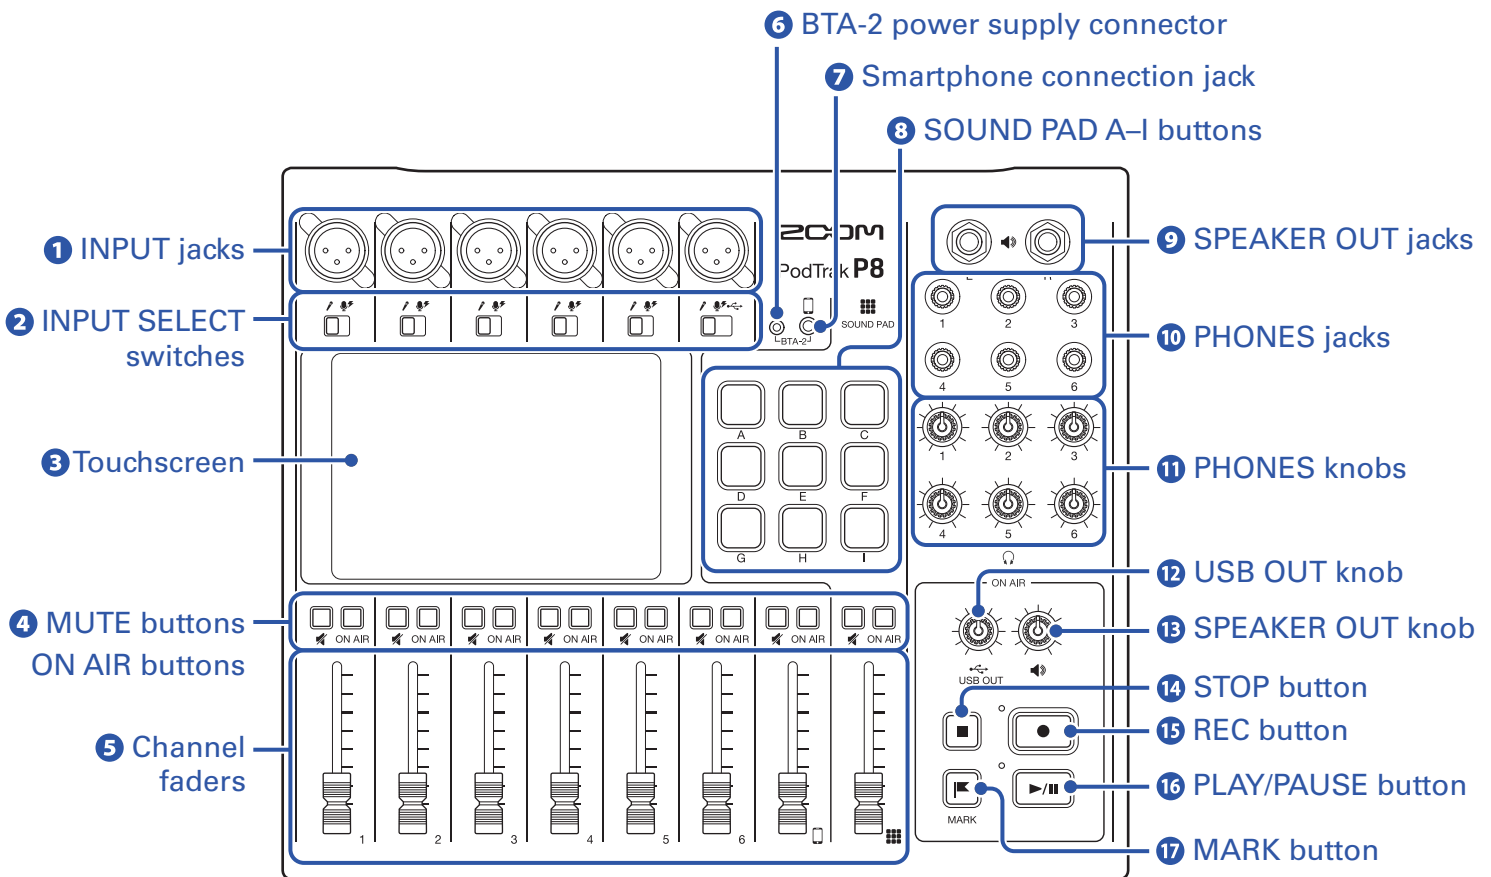 6 BTA-2 power supply connector
7 Smartphone connection jack
8 SOUND PAD A–I buttons
1 INPUT jacks
ZOOM
PodTrak P8
9 SPEAKER OUT jacks
L R
2 INPUT SELECT
switches
BTA-2
SOUND PAD
1 2 3
10 PHONES jacks
4 5 6
A B C
1 2 3
3 Touchscreen
11 PHONES knobs
D E F
4 5 6
G H I
ON AIR
12 USB OUT knob
4 MUTE buttons
ON AIR buttons
ON AIR ON AIR ON AIR ON AIR ON AIR ON AIR ON AIR ON AIR
13 SPEAKER OUT knob
USB OUT
14 STOP button
15 REC button
5 Channel
faders
16 PLAY/PAUSE button
MARK
1 2 3 4 5 6
17 MARK button